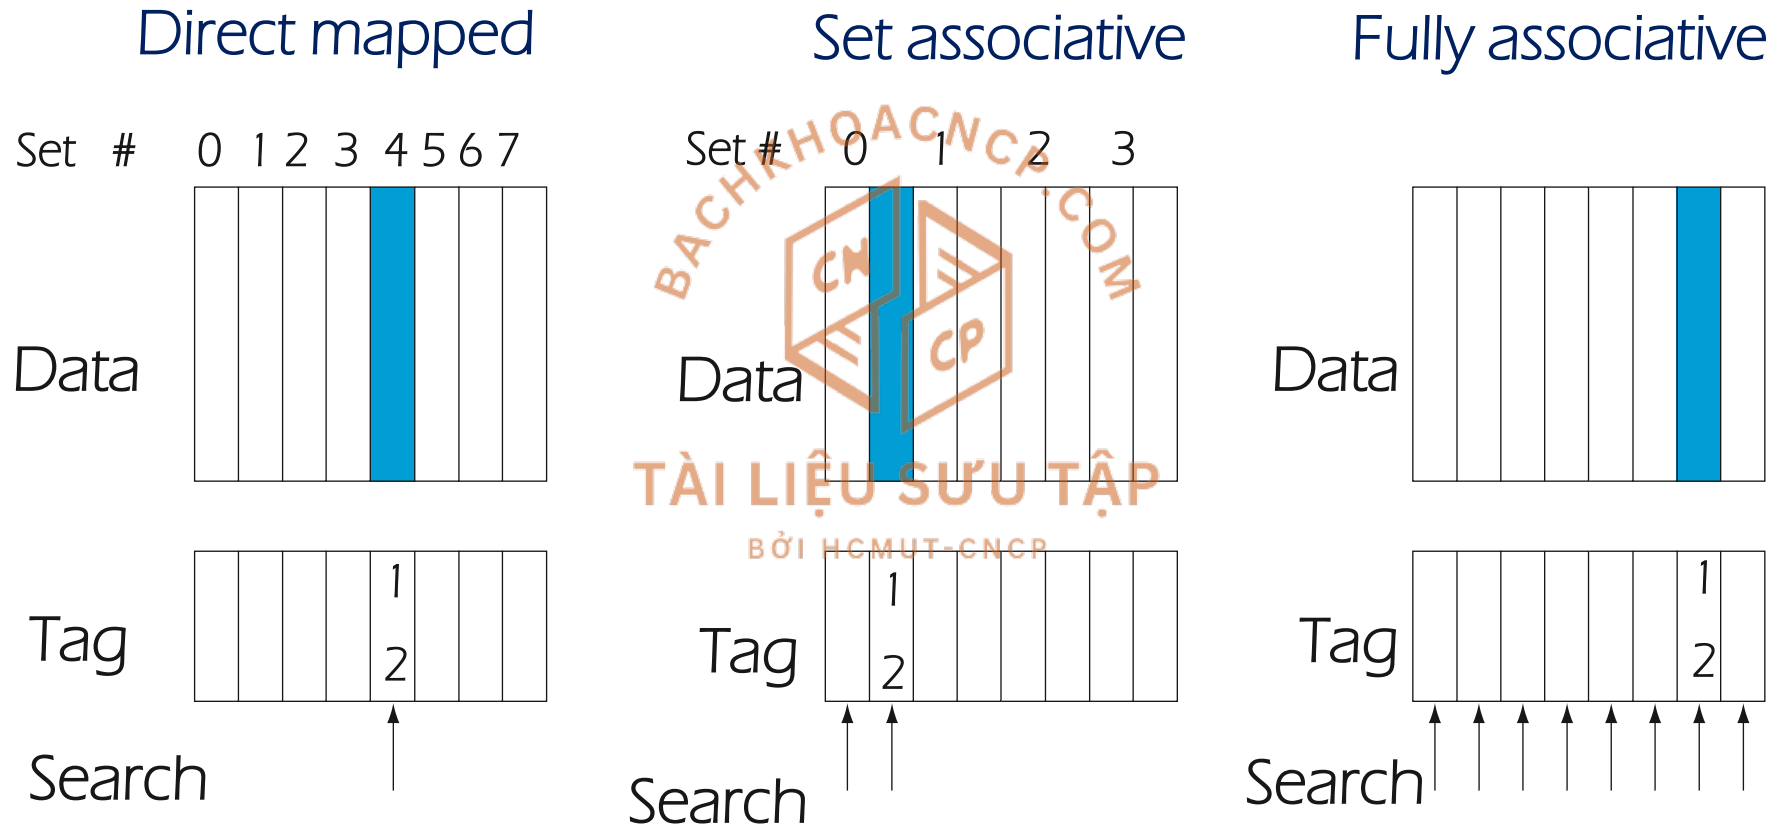 Direct mapped
Set associative
Fully associative
Set # 0 1 2 3 4 5 6 7
Set # 0 1 2 3
BACHKHOACNCP.COM
CN
CP
Data
Data
Data
TÀI LIỆU SƯU TẬP
BỞI HCMUT-CNCP
Tag
1
2
Tag
1
2
Tag
1
2
Search
Search
Search